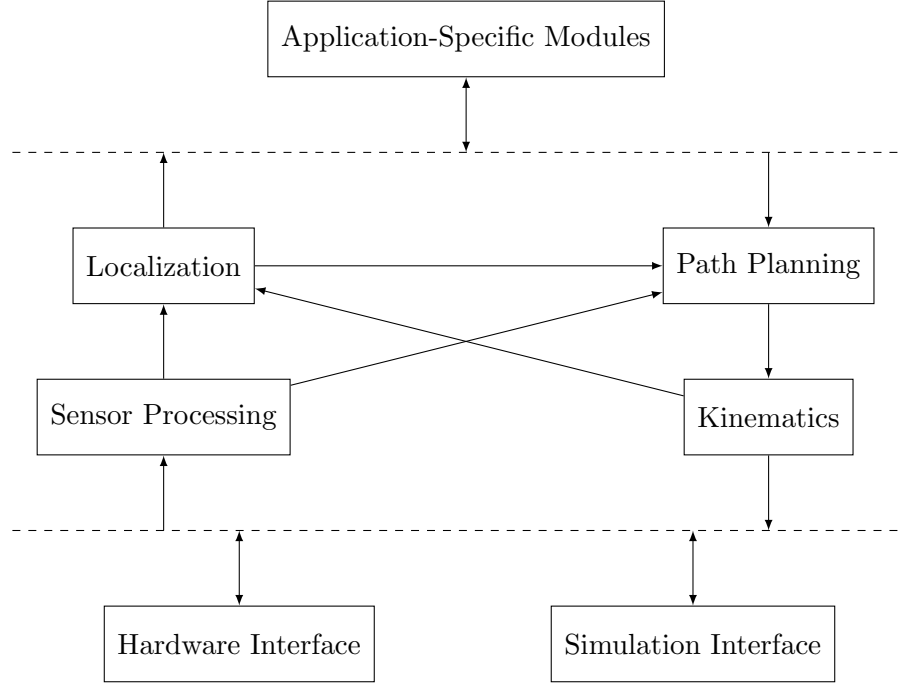 Application-Specific Modules
Localization
Path Planning
Sensor Processing
Kinematics
Hardware Interface
Simulation Interface